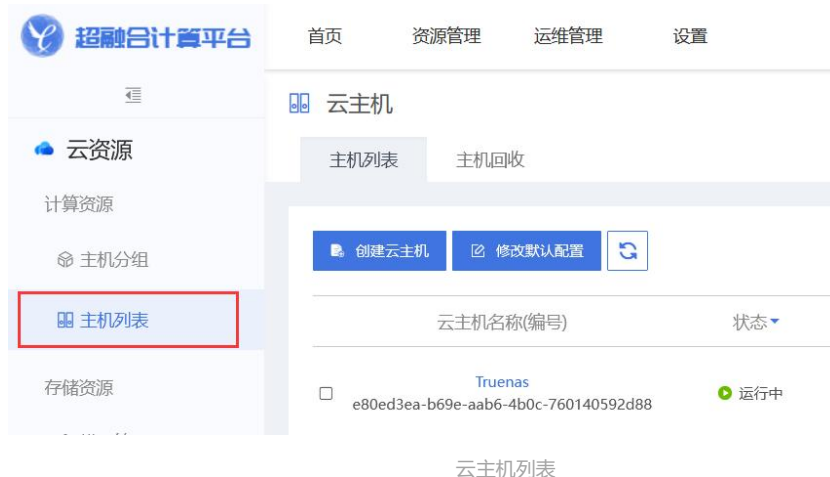 超融合计算平台
首页 资源管理 运维管理 设置
云主机
云资源
主机列表 主机回收
计算资源
创建云主机 修改默认配置
主机分组
主机列表
云主机名称(编号) 状态
存储资源
Truenas
e80ed3ea-b69e-aab6-4b0c-760140592d88
运行中
云主机列表